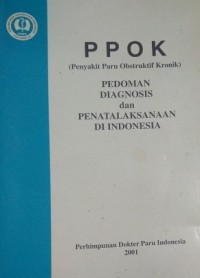 PPOK
(Penyakit Paru Obstruktif Kronik)
PEDOMAN
DIAGNOSIS
dan
PENATALAKSANAAN
DI INDONESIA
Perhimpunan Dokter Paru Indonesia
2001